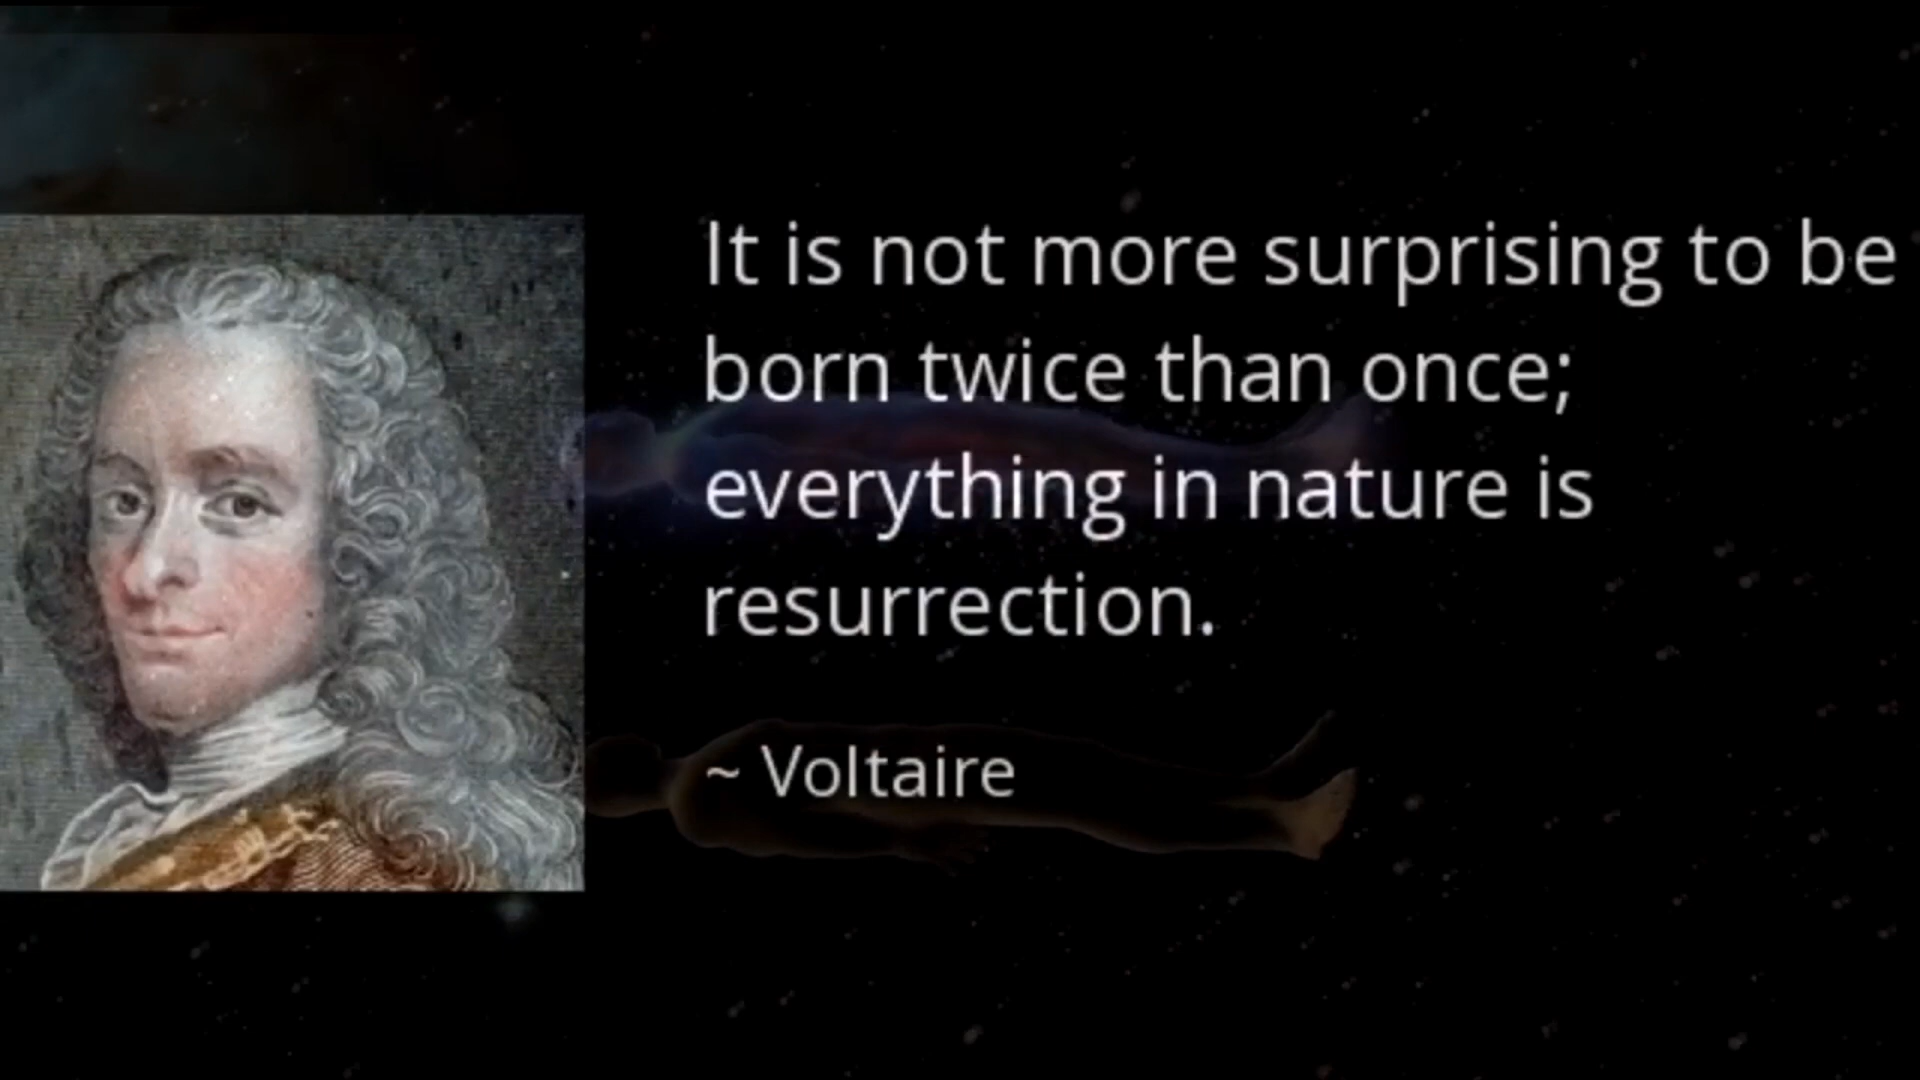 It is not more surprising to be
born twice than once;
everything in nature is
resurrection.
~ Voltaire